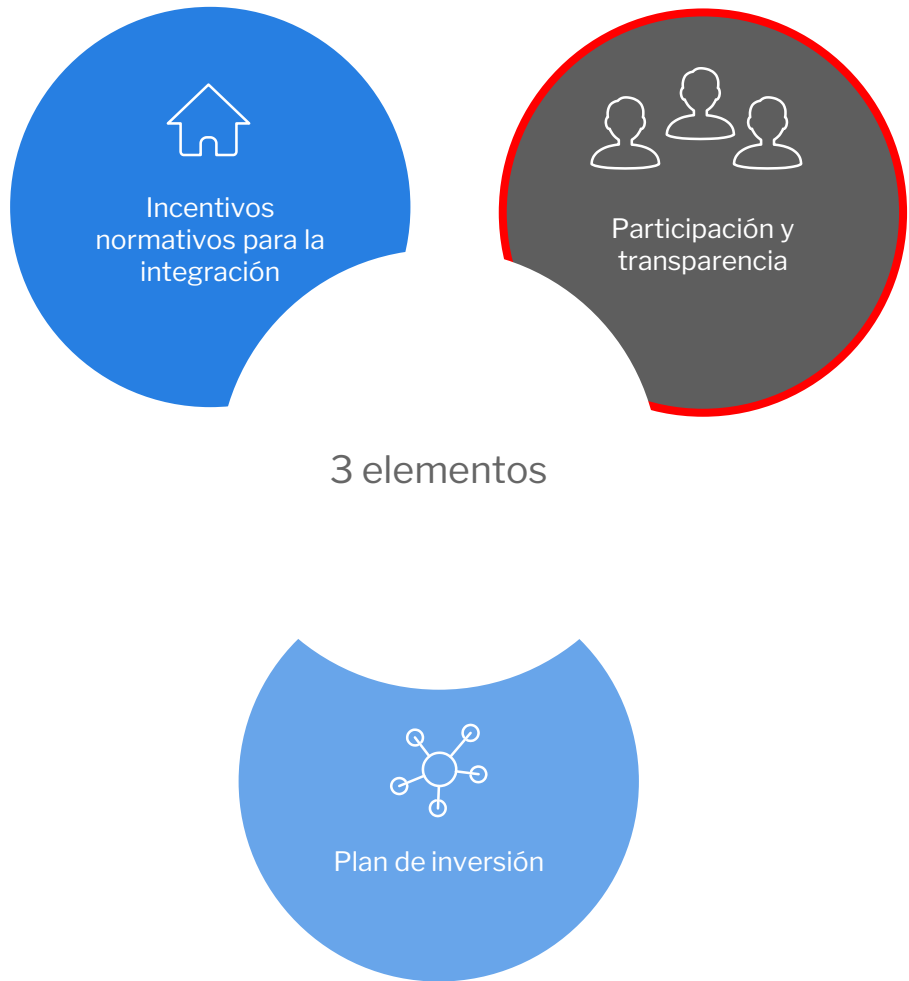 Incentivos
normativos para la
integración
Participación y
transparencia
3 elementos
Plan de inversión